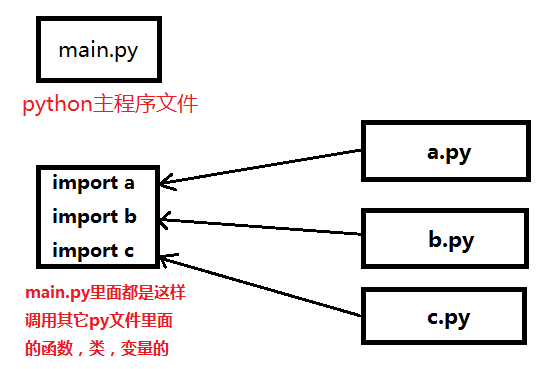 main.py
python主程序文件
import a
import b
import c
a.py
b.py
c.py
main.py里面都是这样
调用其它py文件里面
的函数，类，变量的